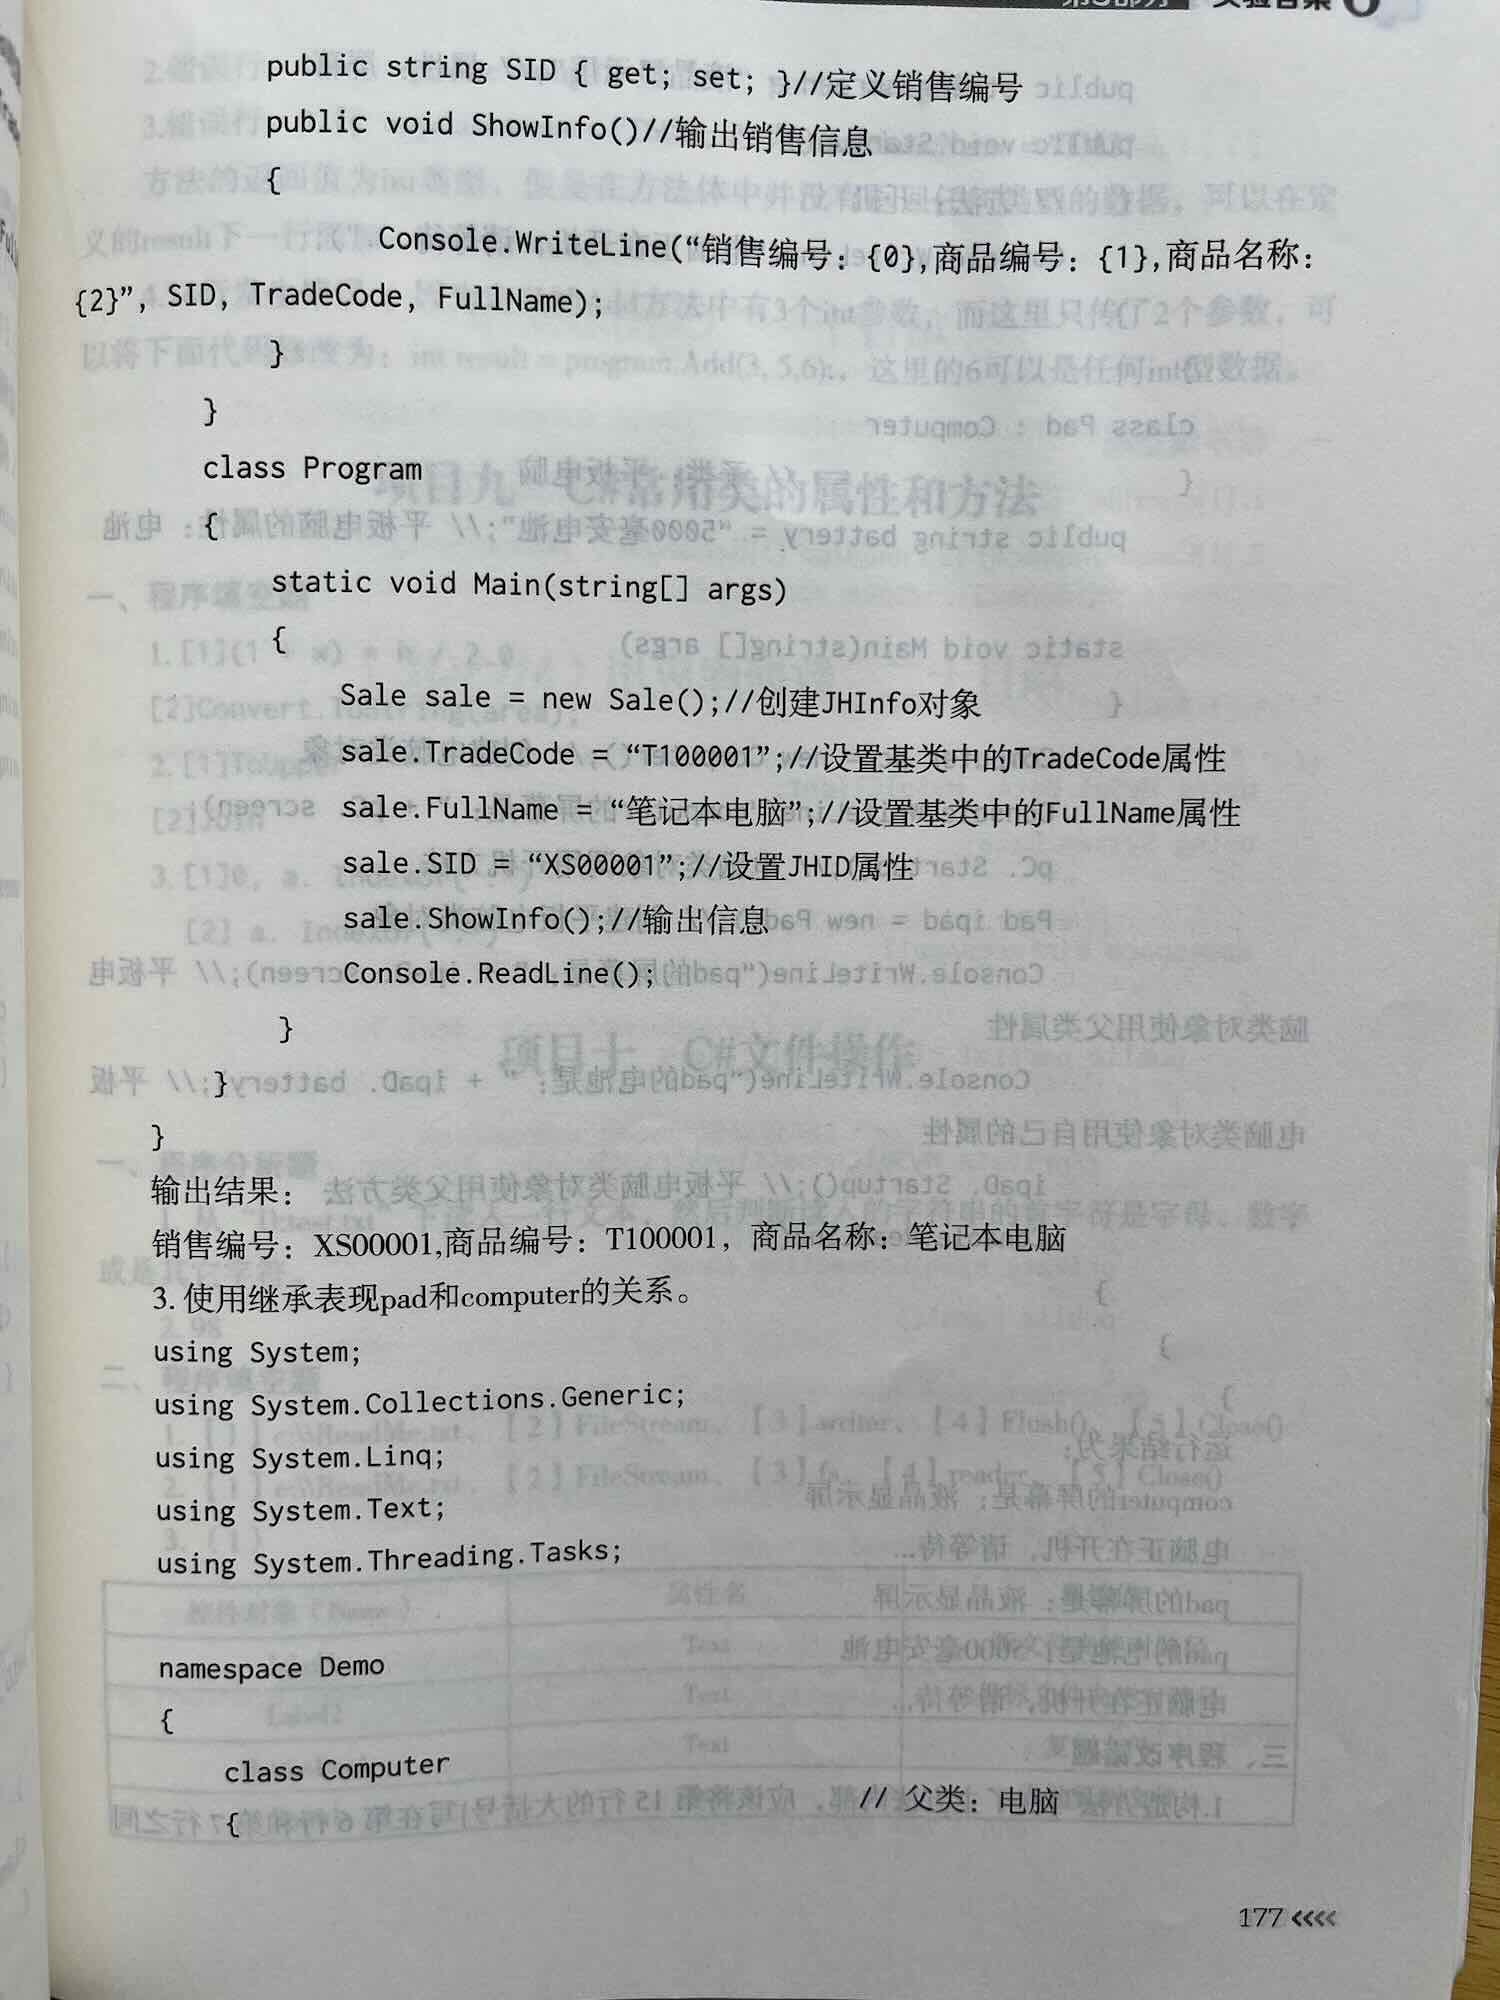 public string SID { get; set; }//定义销售编号
public void ShowInfo()//输出销售信息
{
Console.WriteLine(“销售编号：{0},商品编号：{1},商品名称：
{2}”, SID, TradeCode, FullName);
}
}
class Program
{
static void Main(string[] args)
{
Sale sale = new Sale();//创建JHInfo对象
sale.TradeCode = “T100001”;//设置基类中的TradeCode属性
sale.FullName = “笔记本电脑”;//设置基类中的FullName属性
sale.SID = “XS00001”;//设置JHID属性
sale.ShowInfo();//输出信息
Console.ReadLine();
}
}
}
输出结果：
销售编号：XS00001,商品编号：T100001，商品名称：笔记本电脑
3. 使用继承表现pad和computer的关系。
using System;
using System.Collections.Generic;
using System.Linq;
using System.Text;
using System.Threading.Tasks;
namespace Demo
{
class Computer
{ // 父类：电脑
177